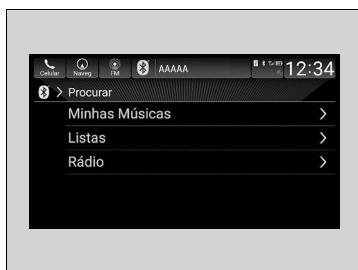 Celular Naveg FM AAAAA 12:34
Procurar
Minhas Músicas
Listas
Rádio